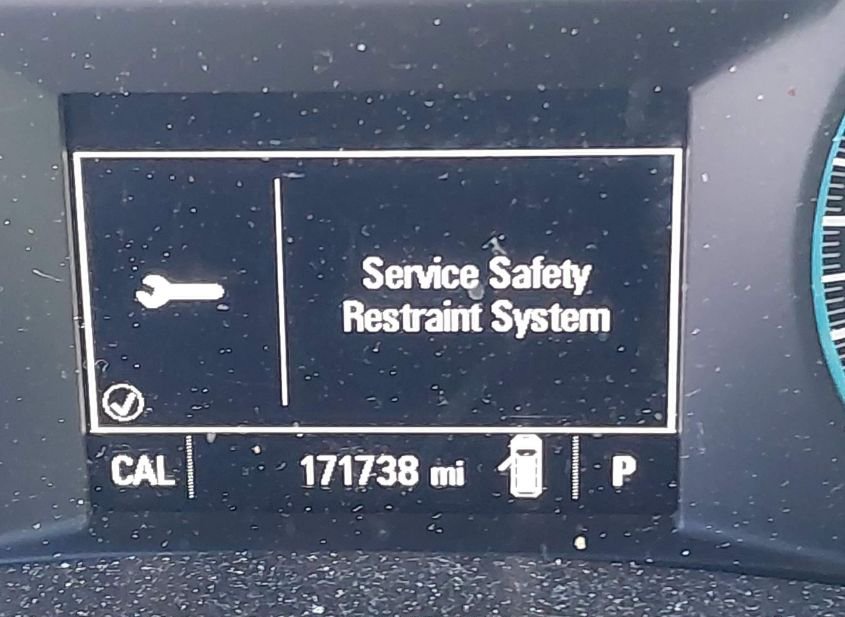 Service Safety
Restraint System
CAL 171738 mi P